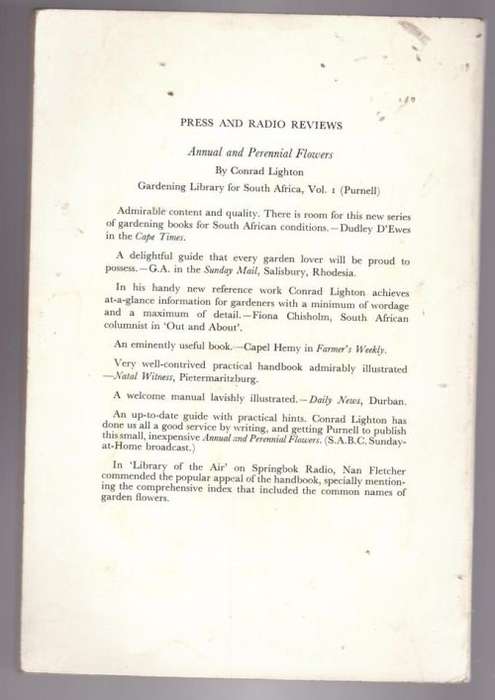 PRESS AND RADIO REVIEWS
Annual and Perennial Flowers
By Conrad Lighton
Gardening Library for South Africa, Vol. 1 (Purnell)
Admirable content and quality. There is room for this new series
of gardening books for South African conditions.—Dudley D'Ewes
in the Cape Times.
A delightful guide that every garden lover will be proud to
possess.—G.A. in the Sunday Mail, Salisbury, Rhodesia.
In his handy new reference work Conrad Lighton achieves
at-a-glance information for gardeners with a minimum of wordage
and a maximum of detail.—Fiona Chisholm, South African
columnist in 'Out and About'.
An eminently useful book.—Capel Hemy in Farmer's Weekly.
Very well-contrived practical handbook admirably illustrated
—Natal Witness, Pietermaritzburg.
A welcome manual lavishly illustrated.—Daily News, Durban.
An up-to-date guide with practical hints. Conrad Lighton has
done us all a good service by writing, and getting Purnell to publish
this small, inexpensive Annual and Perennial Flowers. (S.A.B.C. Sunday-
at-Home broadcast.)
In 'Library of the Air' on Springbok Radio, Nan Fletcher
commended the popular appeal of the handbook, specially mention-
ing the comprehensive index that included the common names of
garden flowers.